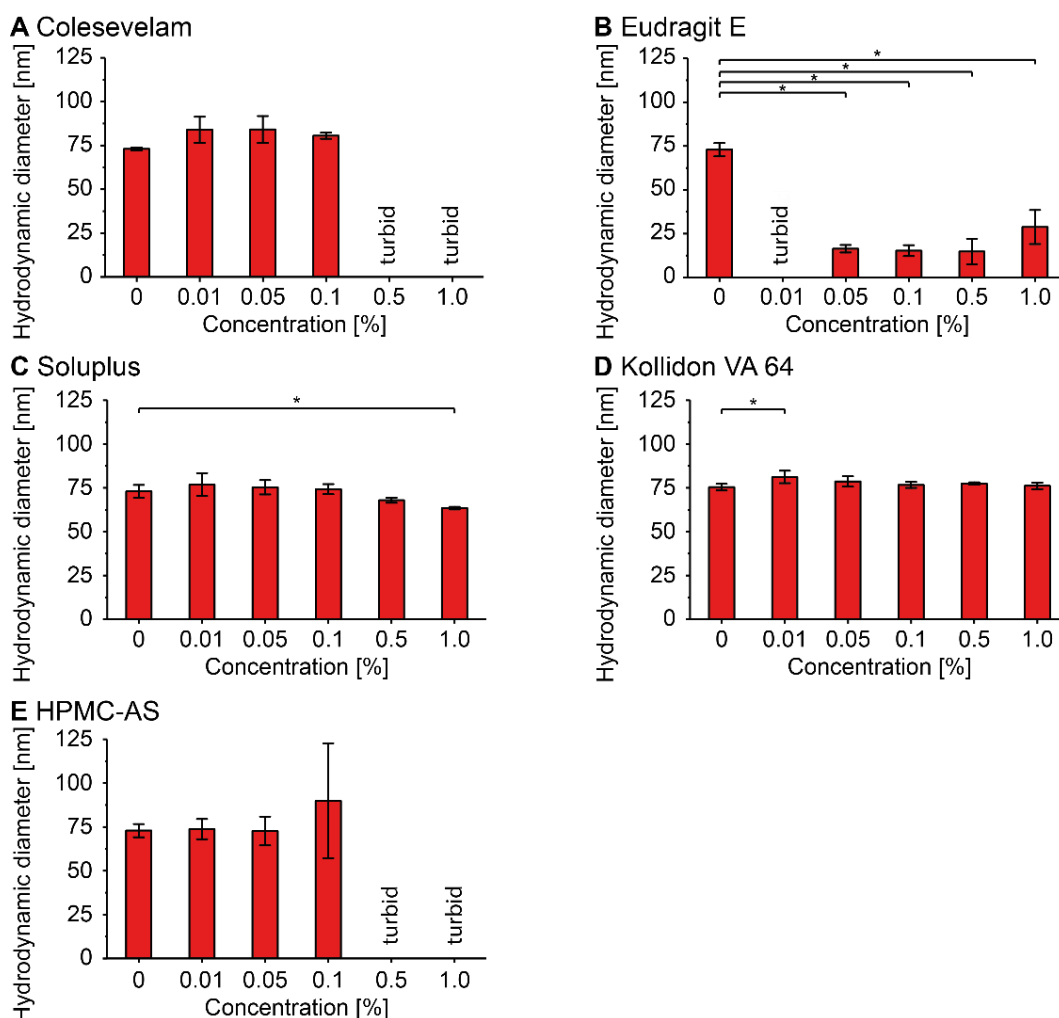 A Colesevelam
Hydrodynamic diameter [nm]
125
100
75
50
25
0
turbid
turbid
0 0.01 0.05 0.1 0.5 1.0
Concentration [%]
B Eudragit E
Hydrodynamic diameter [nm]
125
100
75
50
25
0
*
*
*
*
turbid
0 0.01 0.05 0.1 0.5 1.0
Concentration [%]
C Soluplus
Hydrodynamic diameter [nm]
125
100
75
50
25
0
*
0 0.01 0.05 0.1 0.5 1.0
Concentration [%]
D Kollidon VA 64
Hydrodynamic diameter [nm]
125
100
75
50
25
0
*
0 0.01 0.05 0.1 0.5 1.0
Concentration [%]
E HPMC-AS
Hydrodynamic diameter [nm]
125
100
75
50
25
0
turbid
turbid
0 0.01 0.05 0.1 0.5 1.0
Concentration [%]